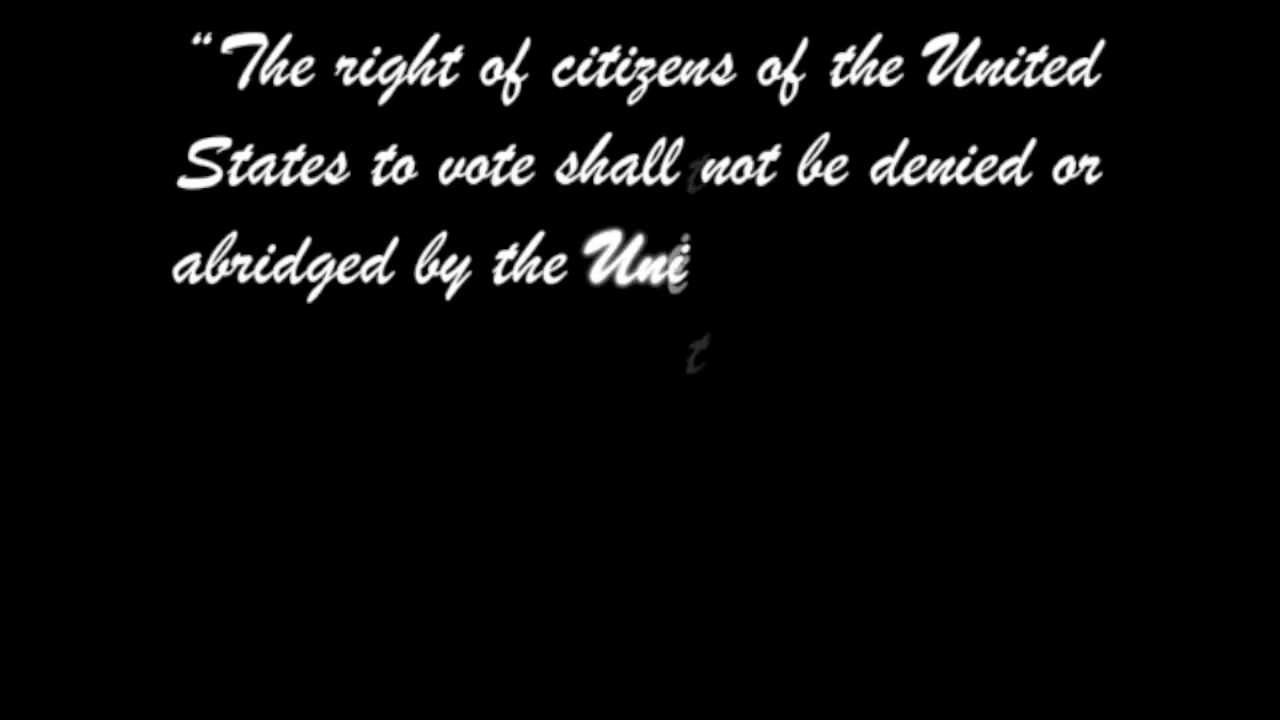 “The right of citizens of the United
States to vote shall not be denied or
abridged by the Uni
t